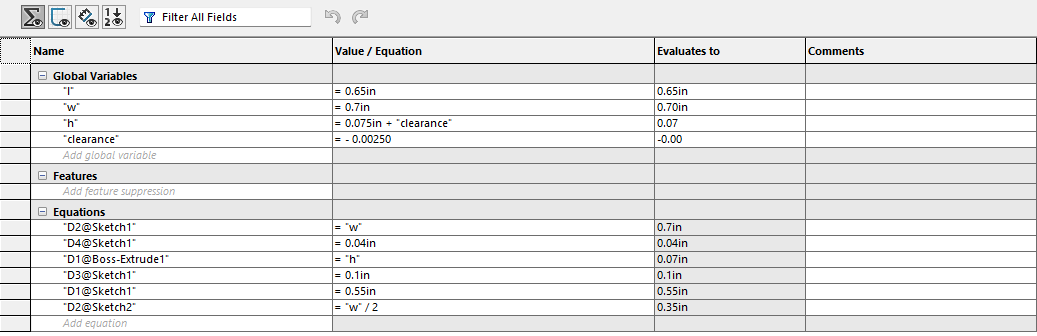 Filter All Fields
Name Value / Equation Evaluates to Comments
Global Variables
"l" = 0.65in 0.65in
"w" = 0.7in 0.70in
"h" = 0.075in + "clearance" 0.07
"clearance" = - 0.00250 -0.00
Add global variable
Features
Add feature suppression
Equations
"D2@Sketch1" = "w" 0.7in
"D4@Sketch1" = 0.04in 0.04in
"D1@Boss-Extrude1" = "h" 0.07in
"D3@Sketch1" = 0.1in 0.1in
"D1@Sketch1" = 0.55in 0.55in
"D2@Sketch2" = "w" / 2 0.35in
Add equation